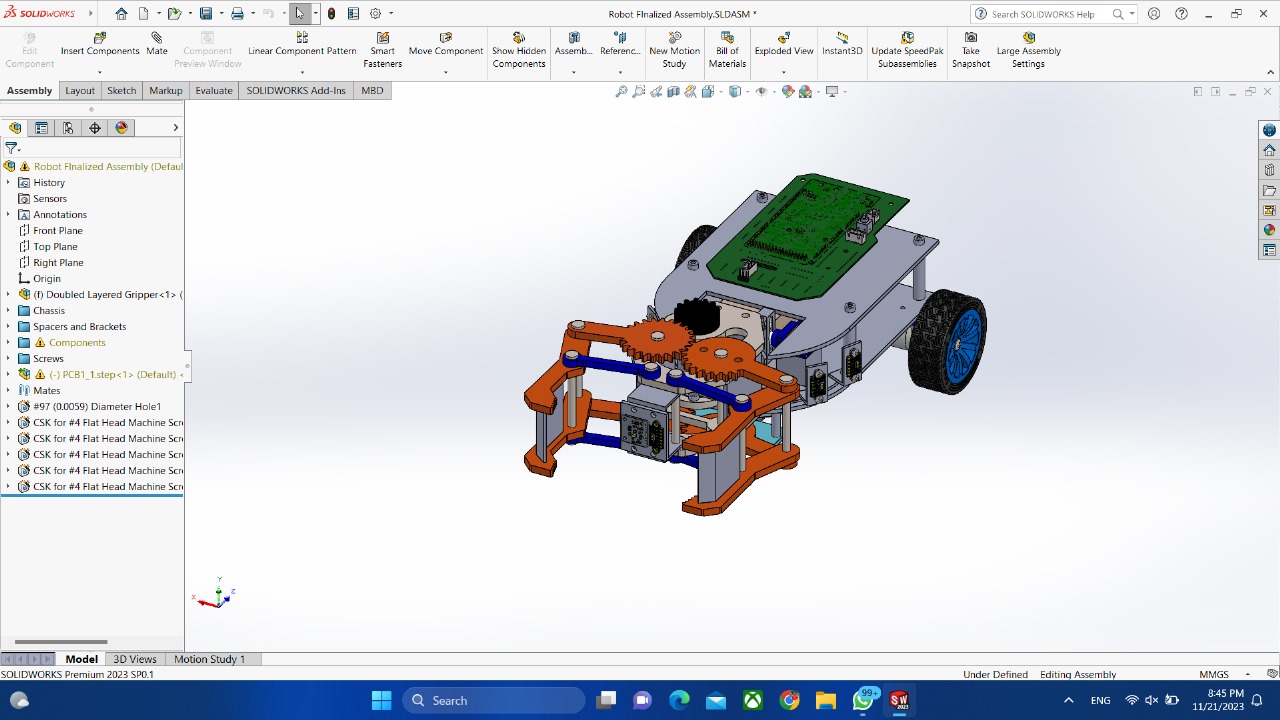 SOLIDWORKS
Robot FInalized Assembly.SLDASM *
Search SOLIDWORKS Help
Edit Component
Insert Components
Mate
Component Preview Window
Linear Component Pattern
Smart Fasteners
Move Component
Show Hidden Components
Assemb...
Referenc...
New Motion Study
Bill of Materials
Exploded View
Instant3D
Update SpeedPak Subassemblies
Take Snapshot
Large Assembly Settings
Assembly
Layout
Sketch
Markup
Evaluate
SOLIDWORKS Add-Ins
MBD
Robot FInalized Assembly (Defaul
History
Sensors
Annotations
Front Plane
Top Plane
Right Plane
Origin
(f) Doubled Layered Gripper<1> (
Chassis
Spacers and Brackets
Components
Screws
(-) PCB1_1.step<1> (Default) <
Mates
#97 (0.0059) Diameter Hole1
CSK for #4 Flat Head Machine Scre
CSK for #4 Flat Head Machine Scre
CSK for #4 Flat Head Machine Scre
CSK for #4 Flat Head Machine Scre
CSK for #4 Flat Head Machine Scre
Y
X
Z
Model
3D Views
Motion Study 1
SOLIDWORKS Premium 2023 SP0.1
Under Defined
Editing Assembly
MMGS
Search
99+
SW
2023
ENG
8:45 PM
11/21/2023